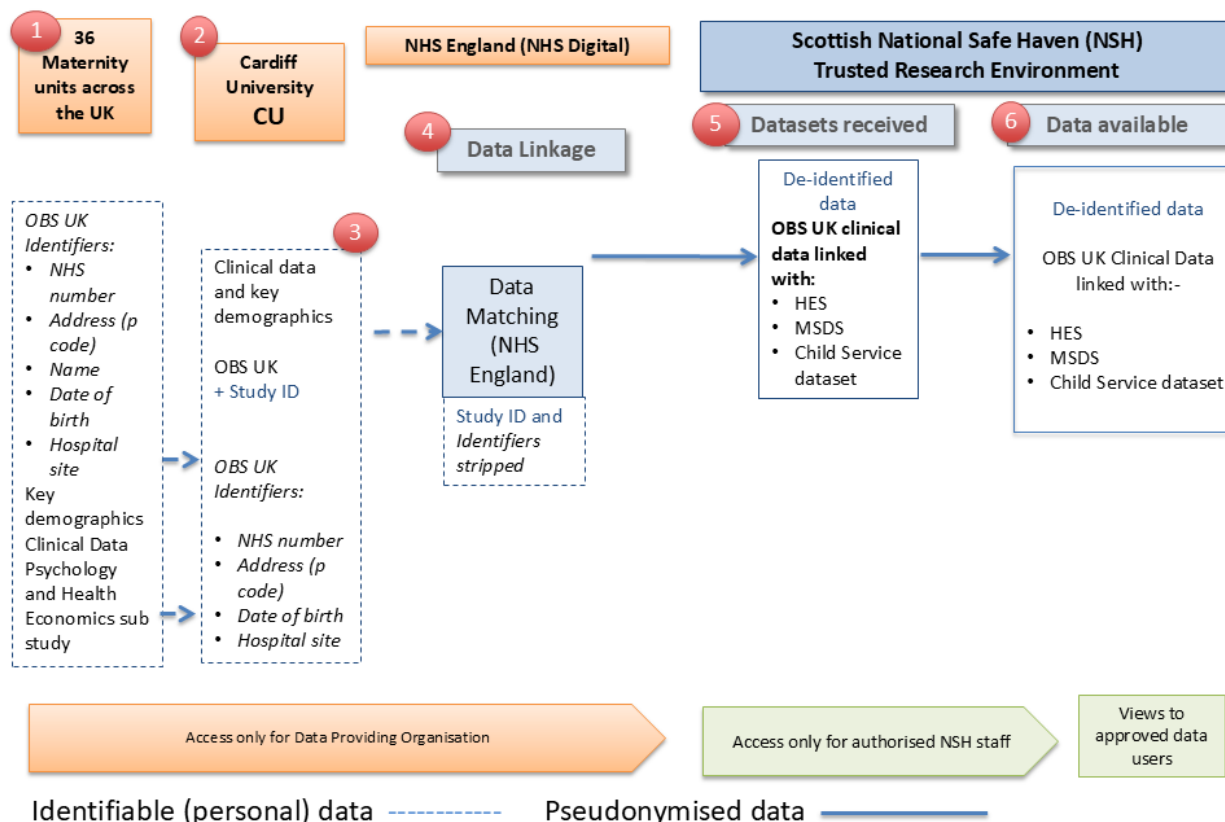 1
36
Maternity
units across
the UK
2
Cardiff
University
CU
NHS England (NHS Digital)
Scottish National Safe Haven (NSH)
Trusted Research Environment
4
Data Linkage
5
Datasets received
6
Data available
OBS UK
Identifiers:
• NHS
number
• Address (p
code)
• Name
• Date of
birth
• Hospital
site
Key
demographics
Clinical Data
Psychology
and Health
Economics sub
study
3
Clinical data
and key
demographics
OBS UK
+ Study ID
OBS UK
Identifiers:
• NHS number
• Address (p
code)
• Date of birth
• Hospital site
Data
Matching
(NHS
England)
Study ID and
Identifiers
stripped
De-identified
data
OBS UK clinical
data linked
with:
• HES
• MSDS
• Child Service
dataset
De-identified data
OBS UK Clinical Data
linked with:-
• HES
• MSDS
• Child Service dataset
Access only for Data Providing Organisation
Access only for authorised NSH staff
Views to
approved data
users
Identifiable (personal) data
Pseudonymised data